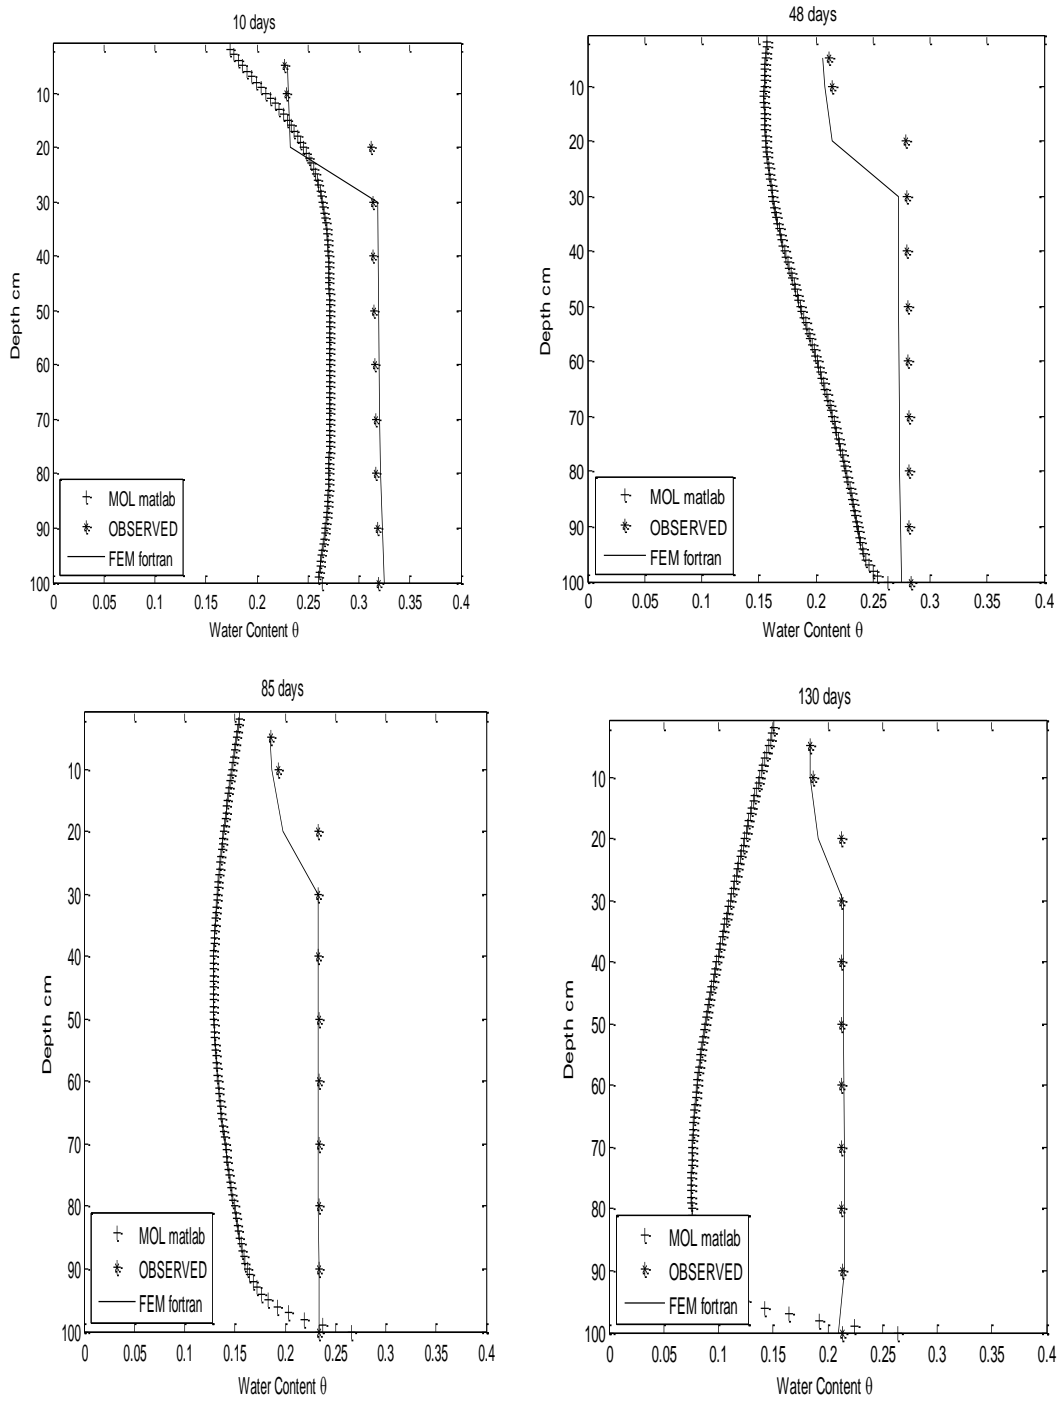 10 days
10
20
30
40
50
60
70
80
90
100
Depth cm
MOL matlab
OBSERVED
FEM fortran
0 0.05 0.1 0.15 0.2 0.25 0.3 0.35 0.4
Water Content θ
48 days
10
20
30
40
50
60
70
80
90
100
Depth cm
MOL matlab
OBSERVED
FEM fortran
0 0.05 0.1 0.15 0.2 0.25 0.3 0.35 0.4
Water Content θ
85 days
10
20
30
40
50
60
70
80
90
100
Depth cm
MOL matlab
OBSERVED
FEM fortran
0 0.05 0.1 0.15 0.2 0.25 0.3 0.35 0.4
Water Content θ
130 days
10
20
30
40
50
60
70
80
90
100
Depth cm
MOL matlab
OBSERVED
FEM fortran
0 0.05 0.1 0.15 0.2 0.25 0.3 0.35 0.4
Water Content θ